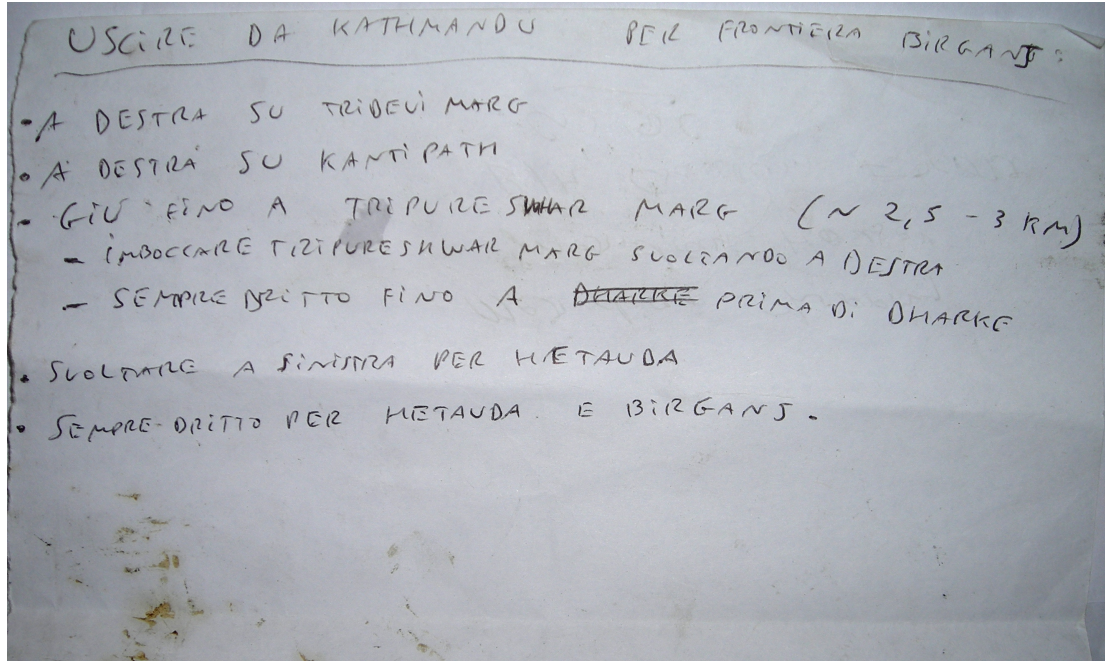 USCIRE DA KATHMANDU PER FRONTIERA BIRGANJ:
• A DESTRA SU TRIDEVI MARG
• A DESTRA SU KANTIPATH
- GIU FINO A TRIPURESHWAR MARG (~ 2,5 - 3 KM)
- IMBOCCARE TRIPURESHWAR MARG SVOLTANDO A DESTRA
- SEMPRE DRITTO FINO A DHARKE PRIMA DI DHARKE
• SVOLTARE A SINISTRA PER HETAUDA
• SEMPRE DRITTO PER HETAUDA E BIRGANJ.